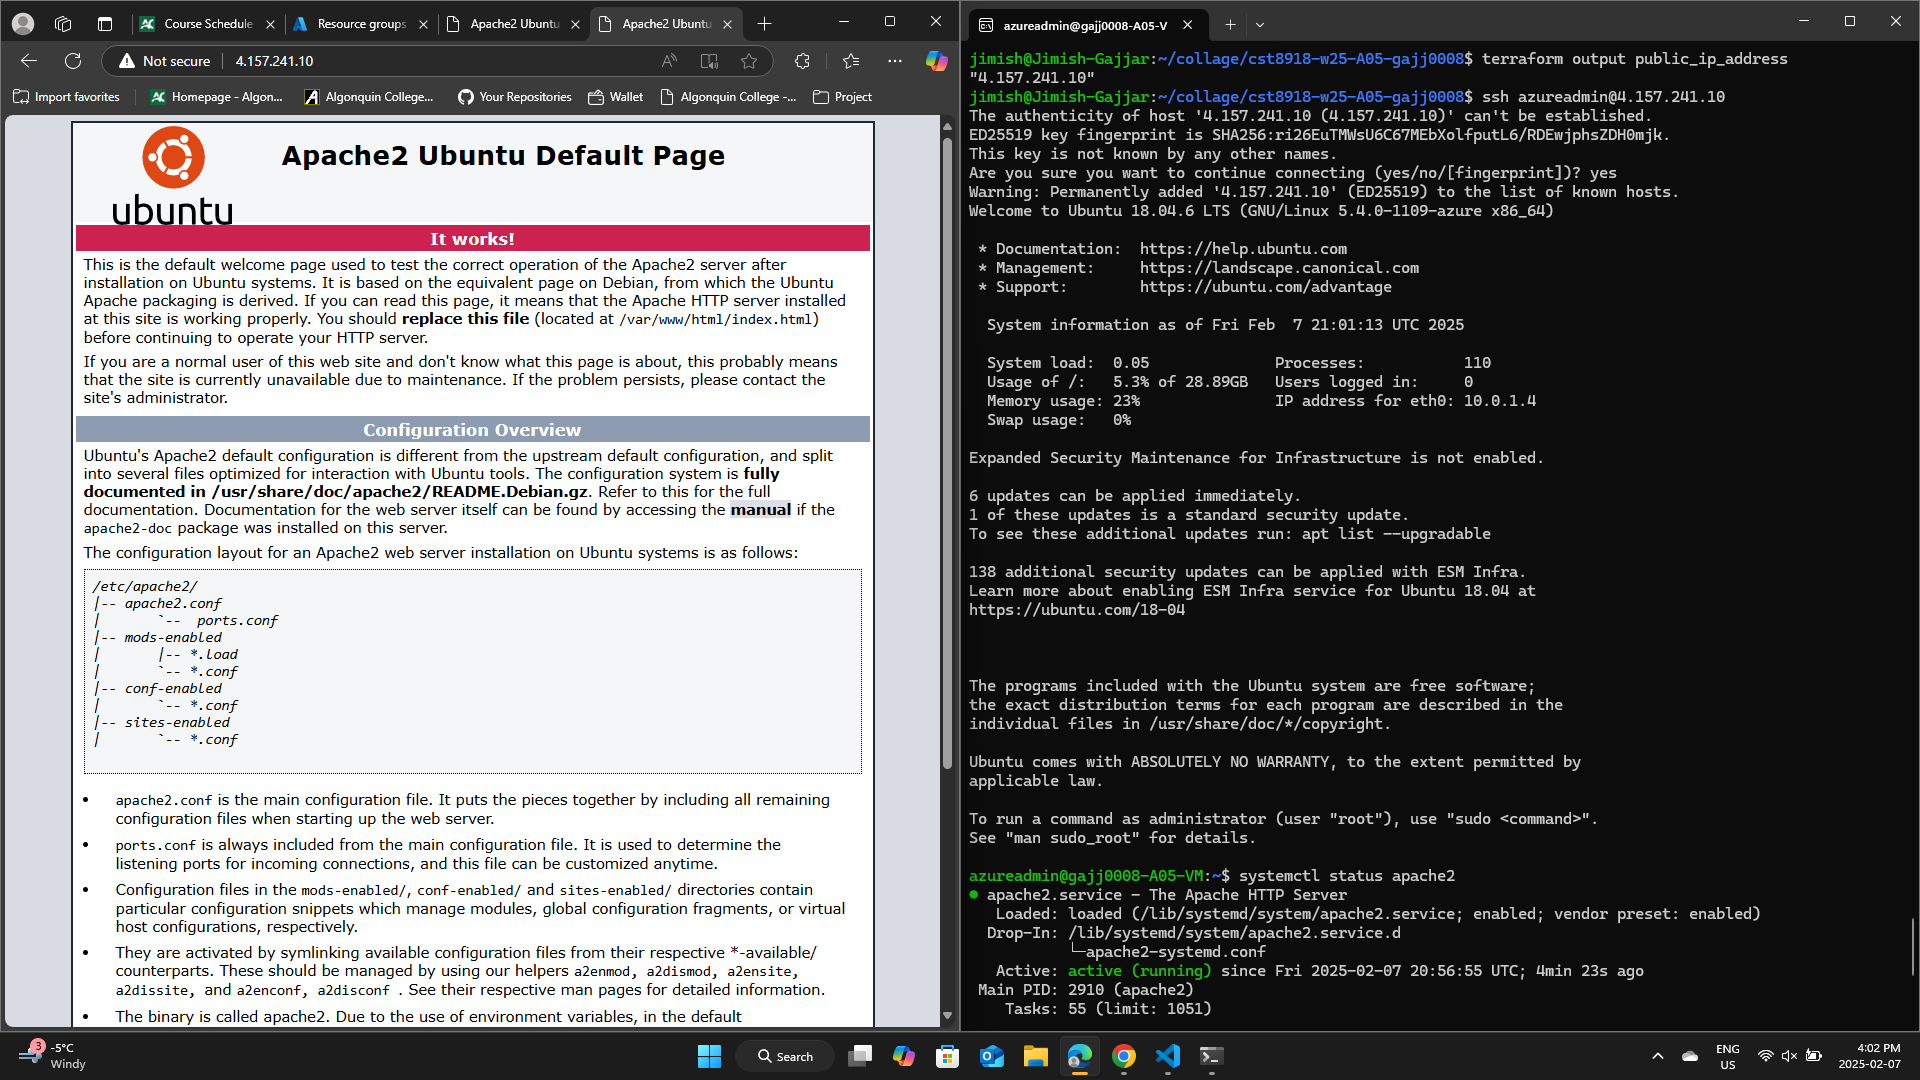 Course Schedule
Resource groups
Apache2 Ubuntu
Apache2 Ubuntu
Not secure
4.157.241.10
Import favorites
Homepage - Algon...
Algonquin College...
Your Repositories
Wallet
Algonquin College -...
Project
ubuntu
Apache2 Ubuntu Default Page
It works!
This is the default welcome page used to test the correct operation of the Apache2 server after
installation on Ubuntu systems. It is based on the equivalent page on Debian, from which the Ubuntu
Apache packaging is derived. If you can read this page, it means that the Apache HTTP server installed
at this site is working properly. You should replace this file (located at /var/www/html/index.html)
before continuing to operate your HTTP server.
If you are a normal user of this web site and don't know what this page is about, this probably means
that the site is currently unavailable due to maintenance. If the problem persists, please contact the
site's administrator.
Configuration Overview
Ubuntu's Apache2 default configuration is different from the upstream default configuration, and split
into several files optimized for interaction with Ubuntu tools. The configuration system is fully
documented in /usr/share/doc/apache2/README.Debian.gz. Refer to this for the full
documentation. Documentation for the web server itself can be found by accessing the manual if the
apache2-doc package was installed on this server.
The configuration layout for an Apache2 web server installation on Ubuntu systems is as follows:
/etc/apache2/
|-- apache2.conf
|       `--  ports.conf
|-- mods-enabled
|       |-- *.load
|       `-- *.conf
|-- conf-enabled
|       `-- *.conf
|-- sites-enabled
|       `-- *.conf
• apache2.conf is the main configuration file. It puts the pieces together by including all remaining
configuration files when starting up the web server.
• ports.conf is always included from the main configuration file. It is used to determine the
listening ports for incoming connections, and this file can be customized anytime.
• Configuration files in the mods-enabled/, conf-enabled/ and sites-enabled/ directories contain
particular configuration snippets which manage modules, global configuration fragments, or virtual
host configurations, respectively.
• They are activated by symlinking available configuration files from their respective *-available/
counterparts. These should be managed by using our helpers a2enmod, a2dismod, a2ensite,
a2dissite, and a2enconf, a2disconf . See their respective man pages for detailed information.
• The binary is called apache2. Due to the use of environment variables, in the default
azureadmin@gajj0008-A05-V
jimish@Jimish-Gajjar:~/collage/cst8918-w25-A05-gajj0008$ terraform output public_ip_address
"4.157.241.10"
jimish@Jimish-Gajjar:~/collage/cst8918-w25-A05-gajj0008$ ssh azureadmin@4.157.241.10
The authenticity of host '4.157.241.10 (4.157.241.10)' can't be established.
ED25519 key fingerprint is SHA256:ri26EuTMWsU6C67MEbXolfputL6/RDEwjphsZDH0mjk.
This key is not known by any other names.
Are you sure you want to continue connecting (yes/no/[fingerprint])? yes
Warning: Permanently added '4.157.241.10' (ED25519) to the list of known hosts.
Welcome to Ubuntu 18.04.6 LTS (GNU/Linux 5.4.0-1109-azure x86_64)
* Documentation:  https://help.ubuntu.com
* Management:     https://landscape.canonical.com
* Support:        https://ubuntu.com/advantage
System information as of Fri Feb  7 21:01:13 UTC 2025
System load:  0.05              Processes:           110
Usage of /:   5.3% of 28.89GB   Users logged in:     0
Memory usage: 23%               IP address for eth0: 10.0.1.4
Swap usage:   0%
Expanded Security Maintenance for Infrastructure is not enabled.
6 updates can be applied immediately.
1 of these updates is a standard security update.
To see these additional updates run: apt list --upgradable
138 additional security updates can be applied with ESM Infra.
Learn more about enabling ESM Infra service for Ubuntu 18.04 at
https://ubuntu.com/18-04
The programs included with the Ubuntu system are free software;
the exact distribution terms for each program are described in the
individual files in /usr/share/doc/*/copyright.
Ubuntu comes with ABSOLUTELY NO WARRANTY, to the extent permitted by
applicable law.
To run a command as administrator (user "root"), use "sudo <command>".
See "man sudo_root" for details.
azureadmin@gajj0008-A05-VM:~$ systemctl status apache2
● apache2.service - The Apache HTTP Server
Loaded: loaded (/lib/systemd/system/apache2.service; enabled; vendor preset: enabled)
Drop-In: /lib/systemd/system/apache2.service.d
└─apache2-systemd.conf
Active: active (running) since Fri 2025-02-07 20:56:55 UTC; 4min 23s ago
Main PID: 2910 (apache2)
Tasks: 55 (limit: 1051)
3
-5°C
Windy
Search
ENG
US
4:02 PM
2025-02-07